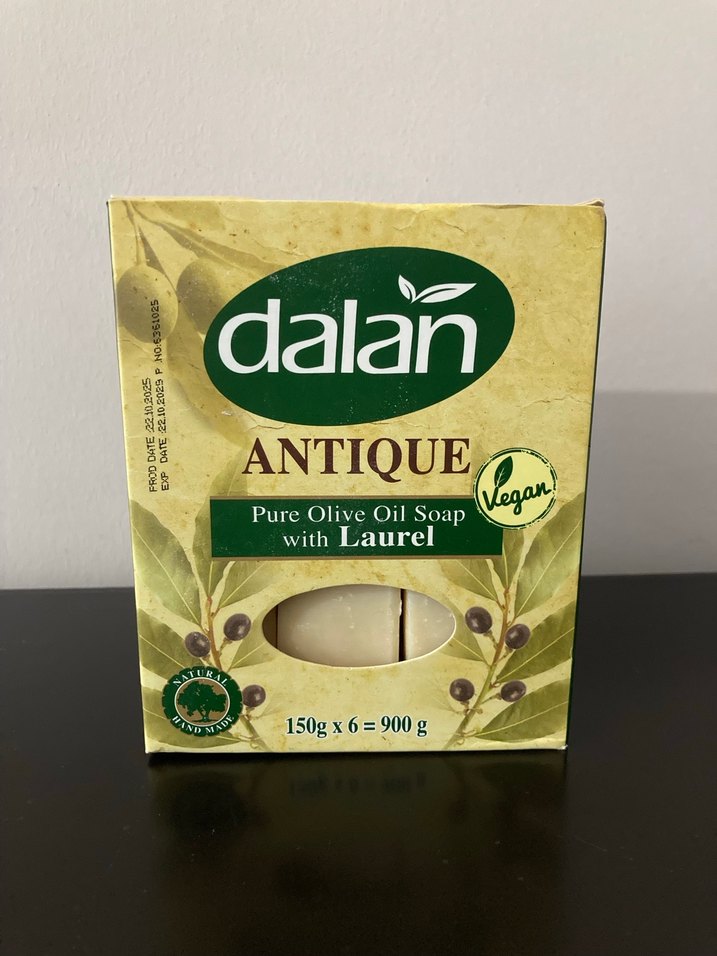 dalan
ANTIQUE
Vegan
Pure Olive Oil Soap
with Laurel
NATURAL
HAND MADE
150g x 6 = 900 g
PROD DATE :22.10.2025
EXP DATE :22.10.2029 P .NO:6361025